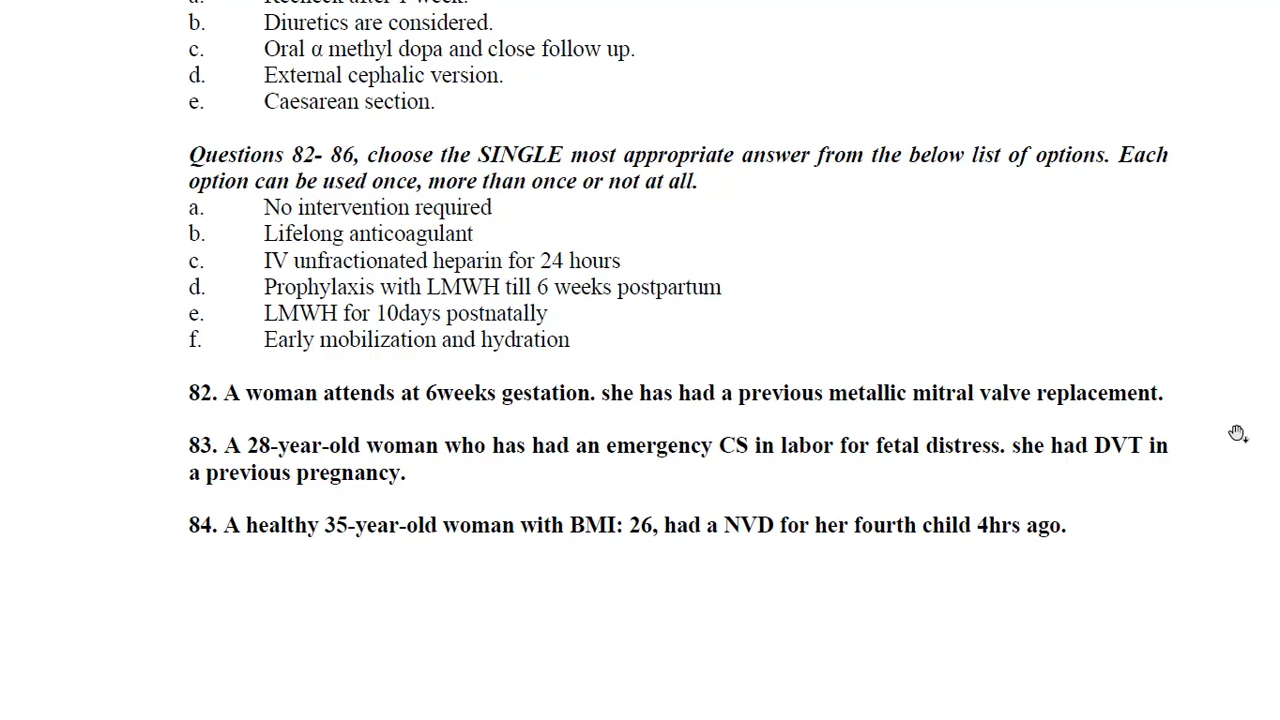 b. Diuretics are considered.
c. Oral α methyl dopa and close follow up.
d. External cephalic version.
e. Caesarean section.
Questions 82- 86, choose the SINGLE most appropriate answer from the below list of options. Each
option can be used once, more than once or not at all.
a. No intervention required
b. Lifelong anticoagulant
c. IV unfractionated heparin for 24 hours
d. Prophylaxis with LMWH till 6 weeks postpartum
e. LMWH for 10days postnatally
f. Early mobilization and hydration
82. A woman attends at 6weeks gestation. she has had a previous metallic mitral valve replacement.
83. A 28-year-old woman who has had an emergency CS in labor for fetal distress. she had DVT in
a previous pregnancy.
84. A healthy 35-year-old woman with BMI: 26, had a NVD for her fourth child 4hrs ago.